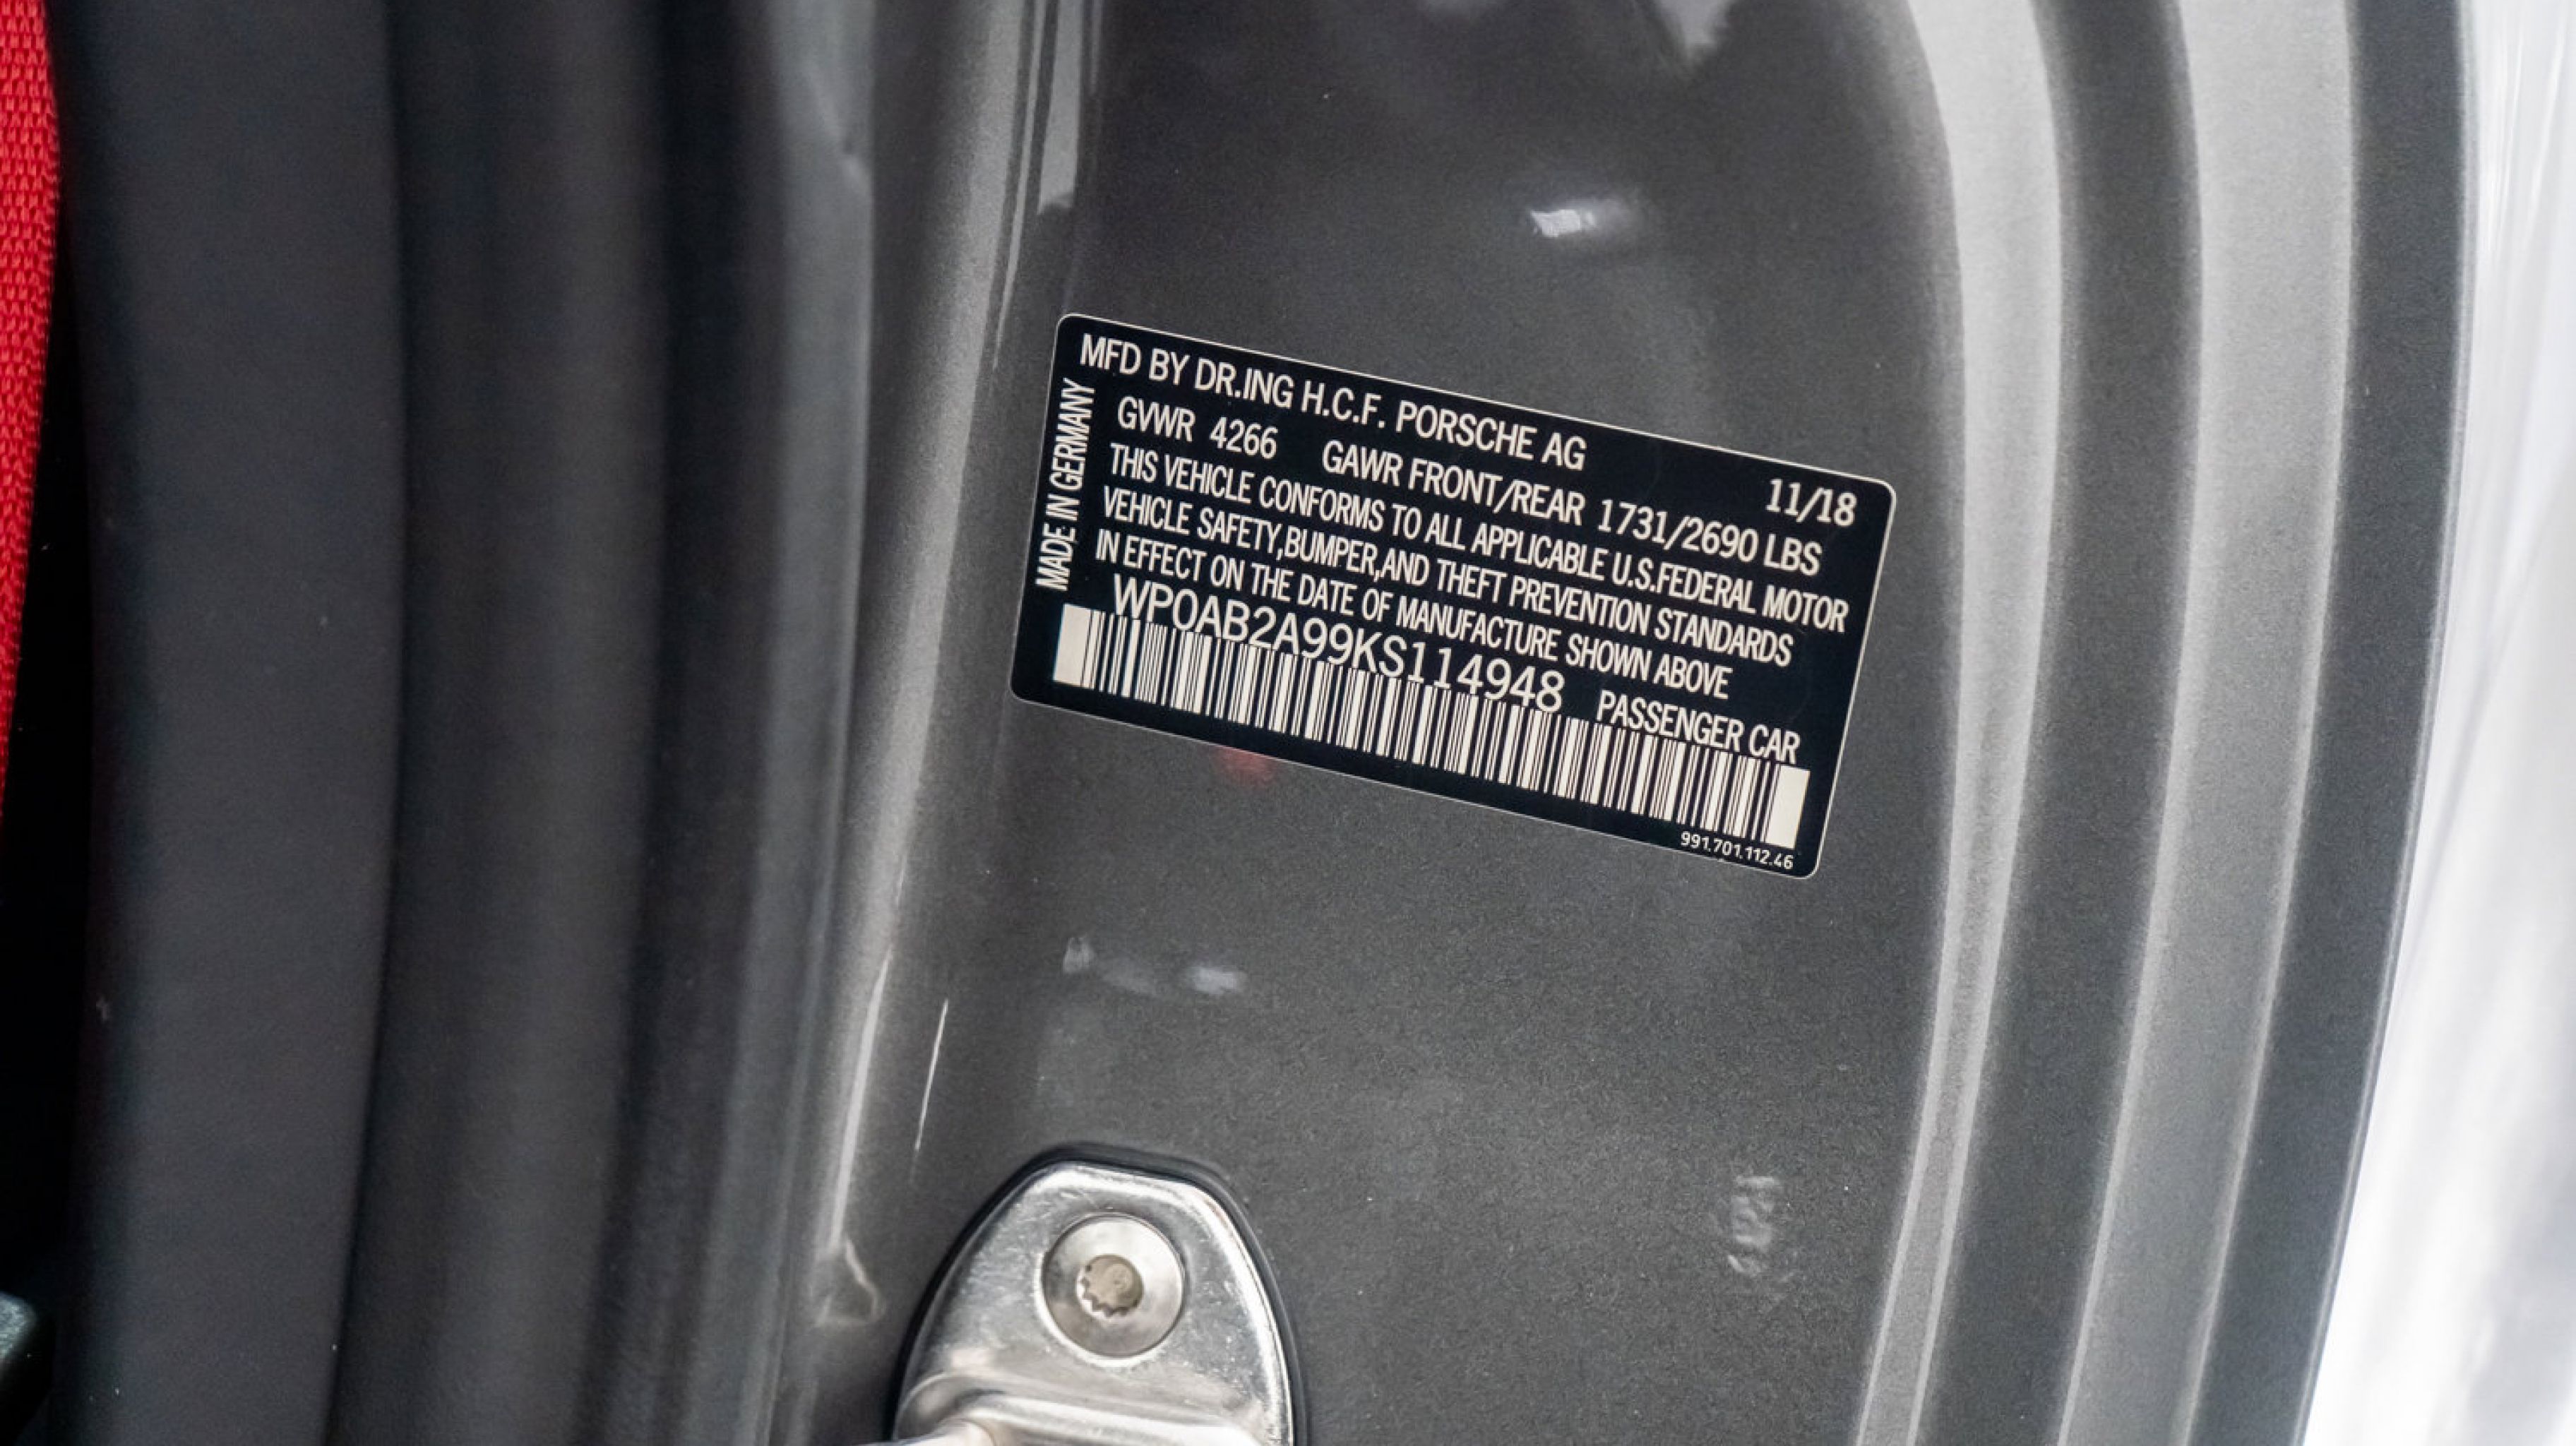 MFD BY DR.ING H.C.F. PORSCHE AG
11/18
GVWR 4266 GAWR FRONT/REAR 1731/2690 LBS
THIS VEHICLE CONFORMS TO ALL APPLICABLE U.S.FEDERAL MOTOR
VEHICLE SAFETY,BUMPER,AND THEFT PREVENTION STANDARDS
IN EFFECT ON THE DATE OF MANUFACTURE SHOWN ABOVE
WP0AB2A99KS114948 PASSENGER CAR
991.701.112.46
MADE IN GERMANY